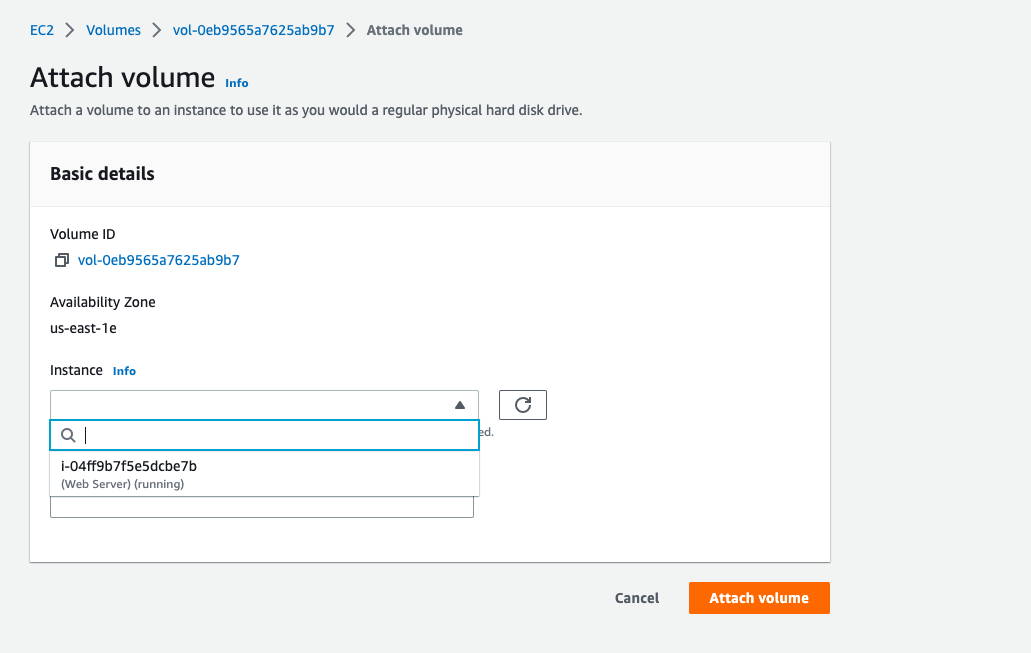 EC2 > Volumes > vol-0eb9565a7625ab9b7 > Attach volume
Attach volume Info
Attach a volume to an instance to use it as you would a regular physical hard disk drive.
Basic details
Volume ID
vol-0eb9565a7625ab9b7
Availability Zone
us-east-1e
Instance Info
ed.
i-04ff9b7f5e5dcbe7b
(Web Server) (running)
Cancel Attach volume